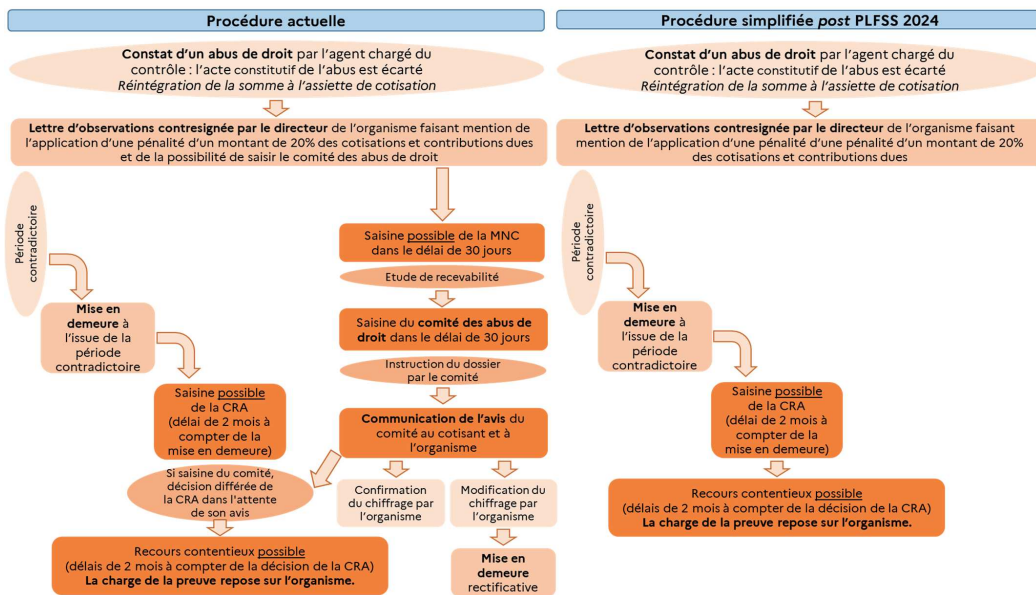 Procédure actuelle
Constat d'un abus de droit par l'agent chargé du
contrôle : l'acte constitutif de l'abus est écarté
Réintégration de la somme à l'assiette de cotisation
Lettre d'observations contresignée par le directeur de l'organisme faisant mention de
l'application d'une pénalité d'un montant de 20% des cotisations et contributions dues
et de la possibilité de saisir le comité des abus de droit
Période
contradictoire
Mise en
demeure à
l'issue de la
période
contradictoire
Saisine possible
de la CRA
(délai de 2 mois à
compter de la
mise en demeure)
Saisine possible de la MNC
dans le délai de 30 jours
Etude de recevabilité
Saisine du comité des abus de
droit dans le délai de 30 jours
Instruction du dossier
par le comité
Communication de l'avis du
comité au cotisant et à
l'organisme
Si saisine du comité,
décision différée de
la CRA dans l'attente
de son avis
Confirmation
du chiffrage par
l'organisme
Modification du
chiffrage par
l'organisme
Recours contentieux possible
(délais de 2 mois à compter de la décision de la CRA)
La charge de la preuve repose sur l'organisme.
Mise en
demeure
rectificative
Procédure simplifiée post PLFSS 2024
Constat d'un abus de droit par l'agent chargé du
contrôle : l'acte constitutif de l'abus est écarté
Réintégration de la somme à l'assiette de cotisation
Lettre d'observations contresignée par le directeur de l'organisme faisant
mention de l'application d'une pénalité d'une pénalité d'un montant de 20%
des cotisations et contributions dues
Période
contradictoire
Mise en
demeure à
l'issue de la
période
contradictoire
Saisine possible
de la CRA
(délai de 2 mois à
compter de la
mise en demeure)
Recours contentieux possible
(délais de 2 mois à compter de la décision de la CRA)
La charge de la preuve repose sur l'organisme.